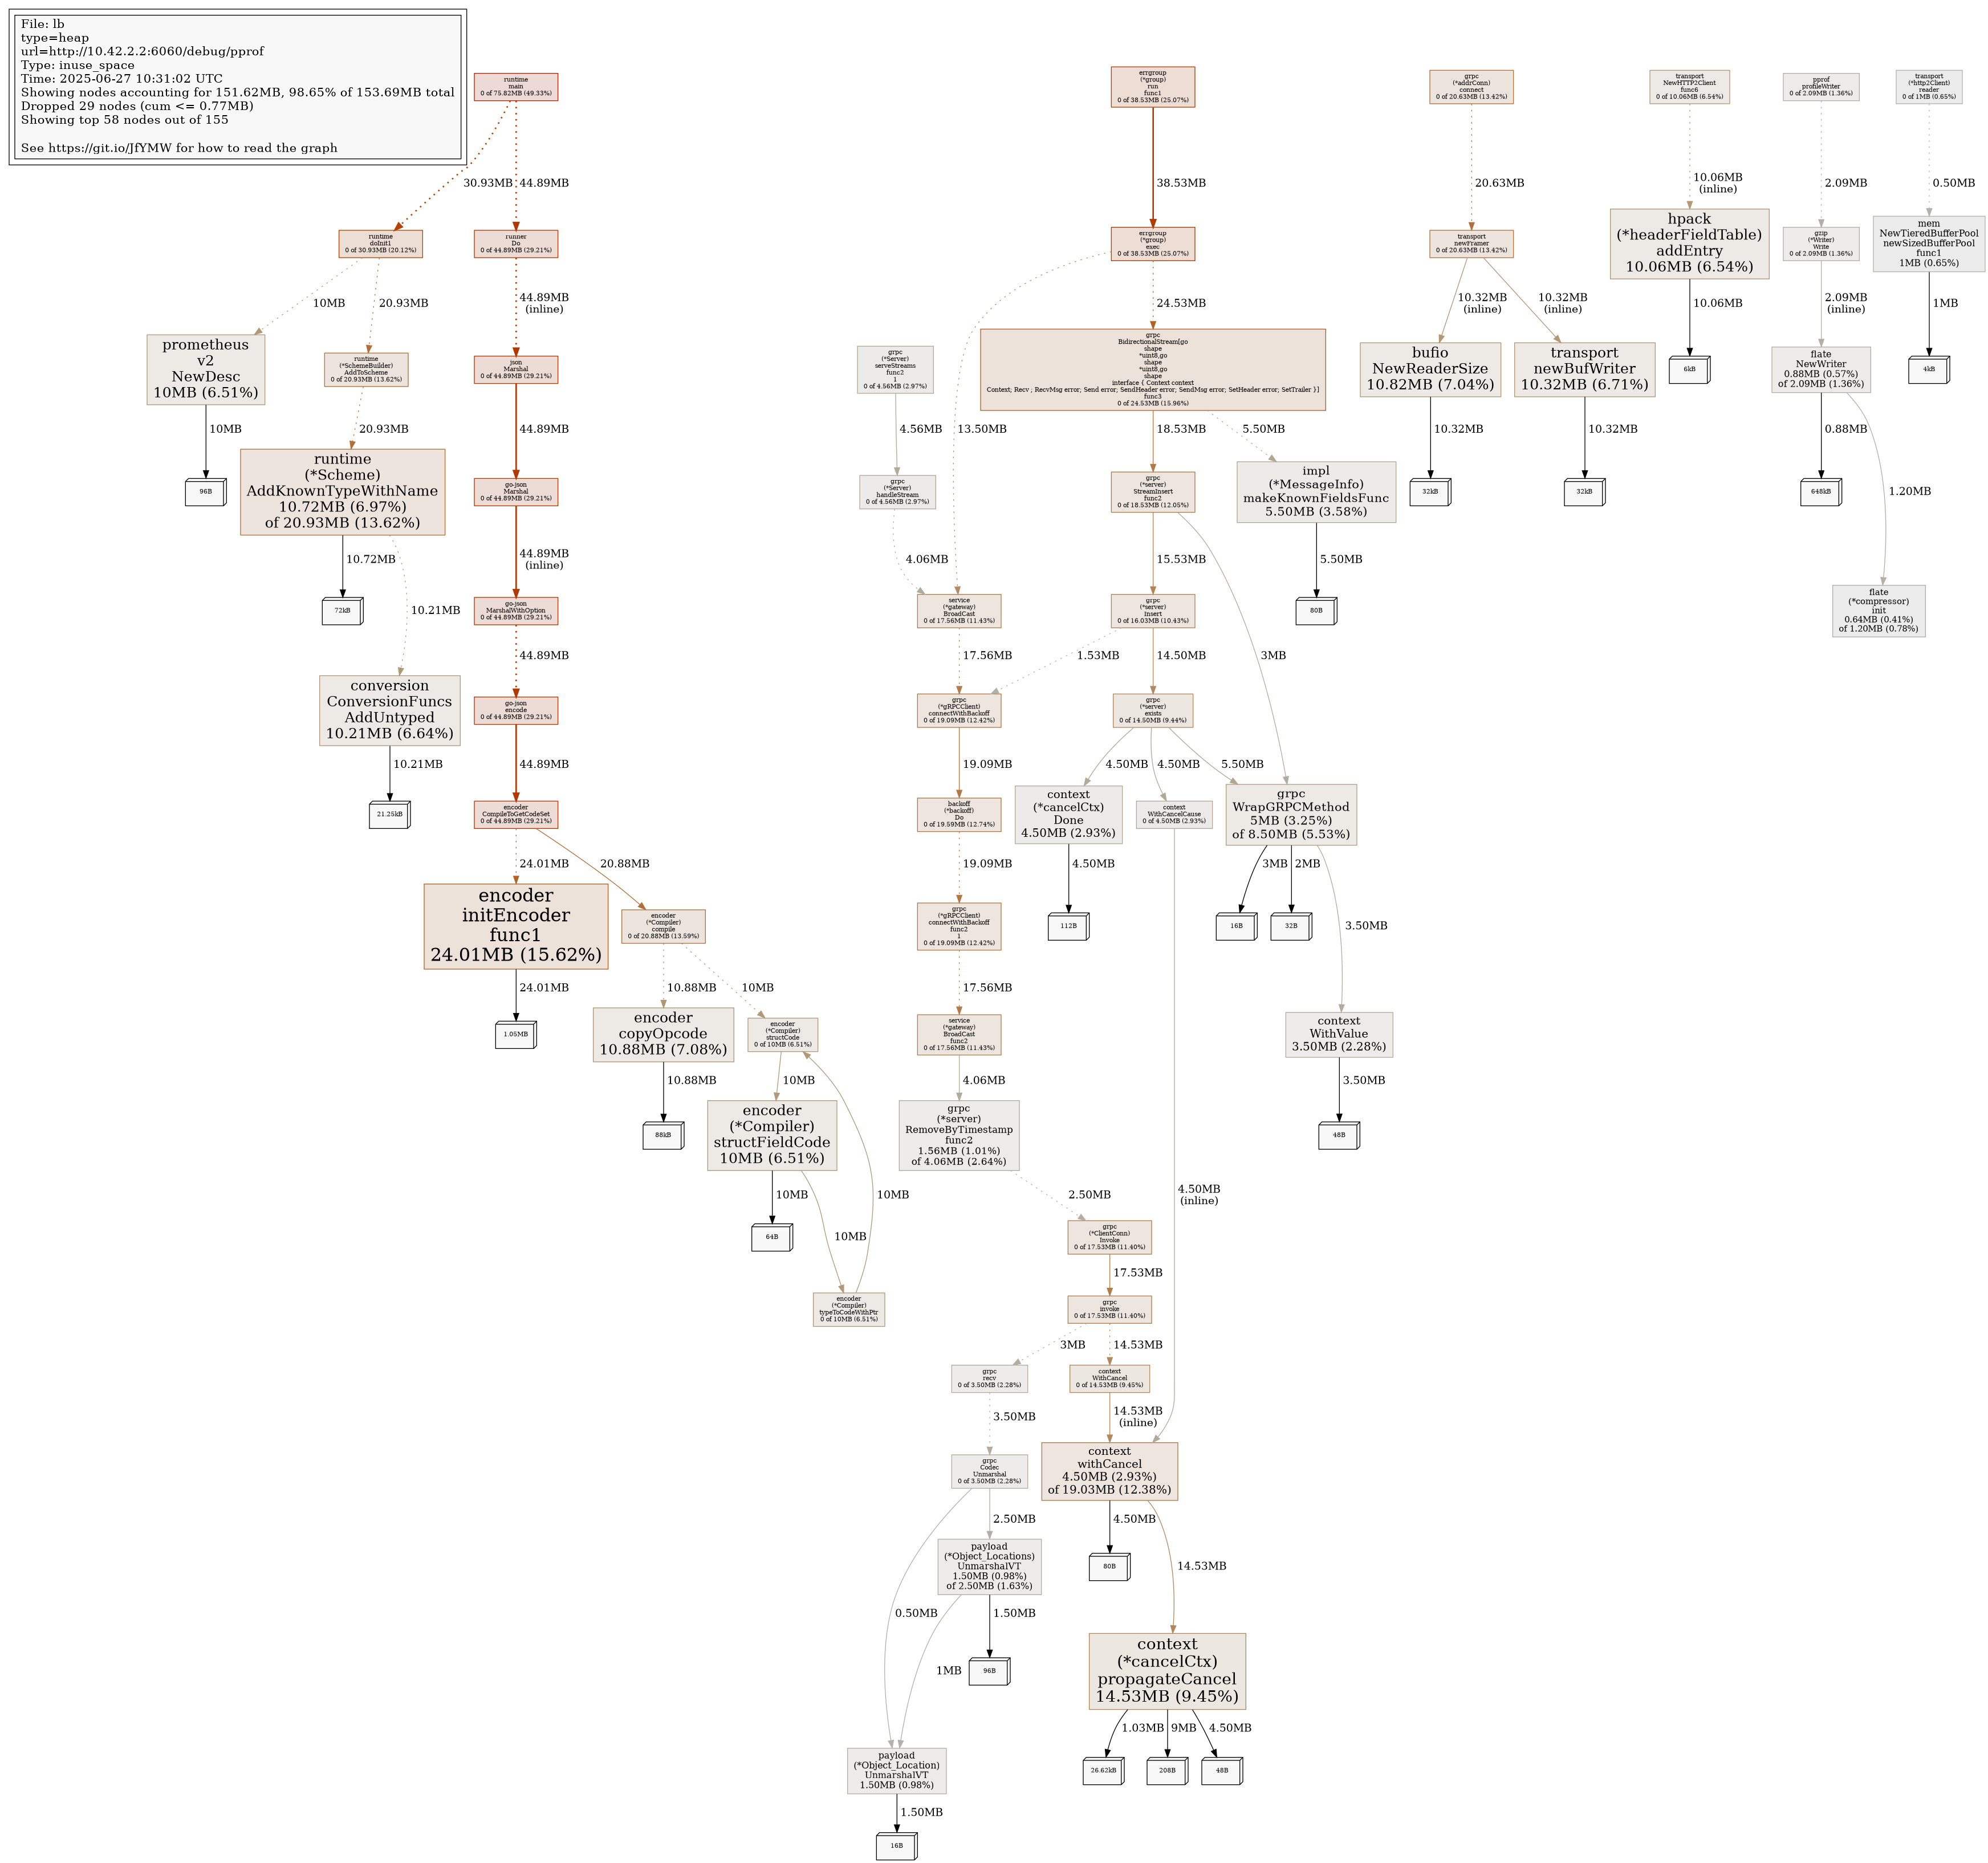 File: lb
type=heap
url=http://10.42.2.2:6060/debug/pprof
Type: inuse_space
Time: 2025-06-27 10:31:02 UTC
Showing nodes accounting for 151.62MB, 98.65% of 153.69MB total
Dropped 29 nodes (cum <= 0.77MB)
Showing top 58 nodes out of 155
See https://git.io/JfYMW for how to read the graph
runtime
main
0 of 75.82MB (49.33%)
30.93MB
44.89MB
runtime
doInit1
0 of 30.93MB (20.12%)
runner
Do
0 of 44.89MB (29.21%)
10MB
20.93MB
44.89MB
(inline)
prometheus
v2
NewDesc
10MB (6.51%)
10MB
96B
runtime
(*SchemeBuilder)
AddToScheme
0 of 20.93MB (13.62%)
20.93MB
runtime
(*Scheme)
AddKnownTypeWithName
10.72MB (6.97%)
of 20.93MB (13.62%)
10.72MB
72kB
10.21MB
conversion
ConversionFuncs
AddUntyped
10.21MB (6.64%)
10.21MB
21.25kB
json
Marshal
0 of 44.89MB (29.21%)
44.89MB
go-json
Marshal
0 of 44.89MB (29.21%)
44.89MB
(inline)
go-json
MarshalWithOption
0 of 44.89MB (29.21%)
44.89MB
go-json
encode
0 of 44.89MB (29.21%)
44.89MB
encoder
CompileToGetCodeSet
0 of 44.89MB (29.21%)
24.01MB
20.88MB
encoder
initEncoder
func1
24.01MB (15.62%)
24.01MB
1.05MB
encoder
(*Compiler)
compile
0 of 20.88MB (13.59%)
10.88MB
10MB
encoder
copyOpcode
10.88MB (7.08%)
10.88MB
88kB
encoder
(*Compiler)
structCode
0 of 10MB (6.51%)
10MB
encoder
(*Compiler)
structFieldCode
10MB (6.51%)
10MB
64B
10MB
10MB
encoder
(*Compiler)
typeToCodeWithPtr
0 of 10MB (6.51%)
errgroup
(*group)
run
func1
0 of 38.53MB (25.07%)
38.53MB
errgroup
(*group)
exec
0 of 38.53MB (25.07%)
13.50MB
24.53MB
grpc
BidirectionalStream[go
shape
*uint8,go
shape
*uint8,go
shape
interface { Context context
Context; Recv ; RecvMsg error; Send error; SendHeader error; SendMsg error; SetHeader error; SetTrailer }]
func3
0 of 24.53MB (15.96%)
18.53MB
5.50MB
grpc
(*Server)
serveStreams
func2
1
0 of 4.56MB (2.97%)
4.56MB
grpc
(*Server)
handleStream
0 of 4.56MB (2.97%)
4.06MB
grpc
(*server)
StreamInsert
func2
0 of 18.53MB (12.05%)
15.53MB
3MB
impl
(*MessageInfo)
makeKnownFieldsFunc
5.50MB (3.58%)
5.50MB
80B
service
(*gateway)
BroadCast
0 of 17.56MB (11.43%)
17.56MB
grpc
(*server)
insert
0 of 16.03MB (10.43%)
1.53MB
14.50MB
grpc
(*gRPCClient)
connectWithBackoff
0 of 19.09MB (12.42%)
19.09MB
grpc
(*server)
exists
0 of 14.50MB (9.44%)
4.50MB
4.50MB
5.50MB
backoff
(*backoff)
Do
0 of 19.59MB (12.74%)
19.09MB
context
(*cancelCtx)
Done
4.50MB (2.93%)
4.50MB
112B
context
WithCancelCause
0 of 4.50MB (2.93%)
4.50MB
(inline)
grpc
WrapGRPCMethod
5MB (3.25%)
of 8.50MB (5.53%)
3MB
2MB
3.50MB
16B
32B
context
WithValue
3.50MB (2.28%)
3.50MB
48B
grpc
(*gRPCClient)
connectWithBackoff
func2
1
0 of 19.09MB (12.42%)
17.56MB
service
(*gateway)
BroadCast
func2
0 of 17.56MB (11.43%)
4.06MB
grpc
(*server)
RemoveByTimestamp
func2
1.56MB (1.01%)
of 4.06MB (2.64%)
2.50MB
grpc
(*ClientConn)
Invoke
0 of 17.53MB (11.40%)
17.53MB
grpc
invoke
0 of 17.53MB (11.40%)
3MB
14.53MB
grpc
recv
0 of 3.50MB (2.28%)
3.50MB
context
WithCancel
0 of 14.53MB (9.45%)
14.53MB
(inline)
grpc
Codec
Unmarshal
0 of 3.50MB (2.28%)
0.50MB
2.50MB
context
withCancel
4.50MB (2.93%)
of 19.03MB (12.38%)
4.50MB
80B
14.53MB
payload
(*Object_Locations)
UnmarshalVT
1.50MB (0.98%)
of 2.50MB (1.63%)
1MB
1.50MB
96B
context
(*cancelCtx)
propagateCancel
14.53MB (9.45%)
1.03MB
9MB
4.50MB
26.62kB
208B
48B
payload
(*Object_Location)
UnmarshalVT
1.50MB (0.98%)
1.50MB
16B
grpc
(*addrConn)
connect
0 of 20.63MB (13.42%)
20.63MB
transport
newFramer
0 of 20.63MB (13.42%)
10.32MB
(inline)
10.32MB
(inline)
bufio
NewReaderSize
10.82MB (7.04%)
10.32MB
32kB
transport
newBufWriter
10.32MB (6.71%)
10.32MB
32kB
transport
NewHTTP2Client
func6
0 of 10.06MB (6.54%)
10.06MB
(inline)
hpack
(*headerFieldTable)
addEntry
10.06MB (6.54%)
10.06MB
6kB
pprof
profileWriter
0 of 2.09MB (1.36%)
2.09MB
gzip
(*Writer)
Write
0 of 2.09MB (1.36%)
2.09MB
(inline)
flate
NewWriter
0.88MB (0.57%)
of 2.09MB (1.36%)
0.88MB
648kB
1.20MB
flate
(*compressor)
init
0.64MB (0.41%)
of 1.20MB (0.78%)
transport
(*http2Client)
reader
0 of 1MB (0.65%)
0.50MB
mem
NewTieredBufferPool
newSizedBufferPool
func1
1MB (0.65%)
1MB
4kB